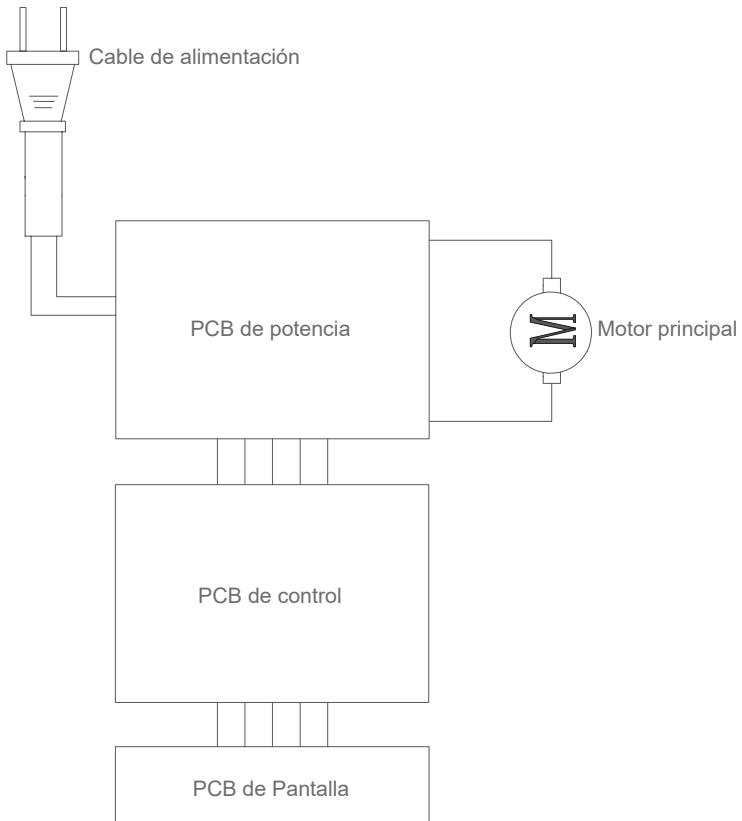 Cable de alimentación
PCB de potencia
M
Motor principal
PCB de control
PCB de Pantalla